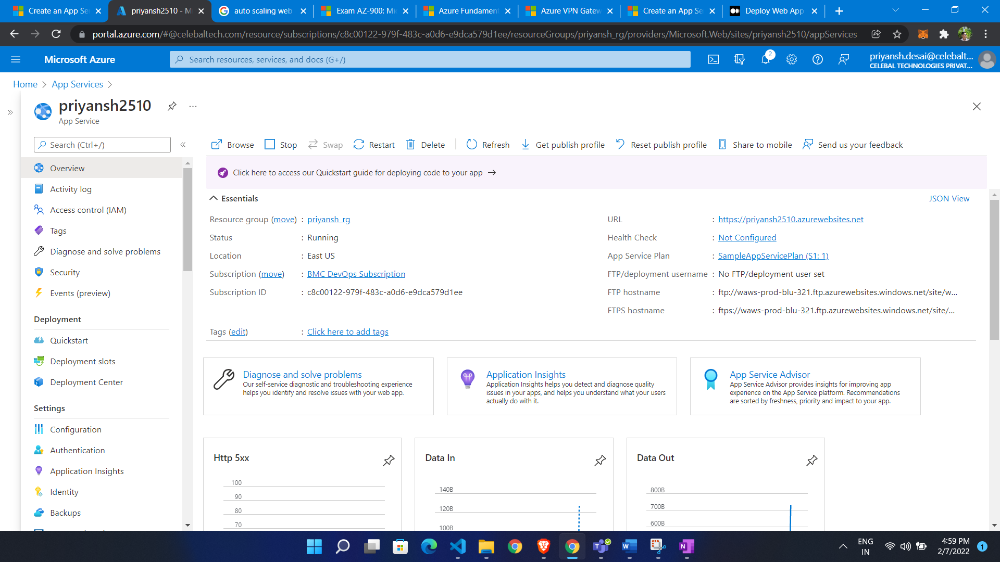 Create an App Se
priyansh2510 - M
auto scaling web
Exam AZ-900: Mi
Azure Fundament
Azure VPN Gatew
Create an App Se
Deploy Web App
portal.azure.com/#@celebaltech.com/resource/subscriptions/c8c00122-979f-483c-a0d6-e9dca579d1ee/resourceGroups/priyansh_rg/providers/Microsoft.Web/sites/priyansh2510/appServices
Microsoft Azure
Search resources, services, and docs (G+/)
2
priyansh.desai@celebalt...
CELEBAL TECHNOLOGIES PRIVAT...
Home > App Services >
priyansh2510
...
App Service
Search (Ctrl+/)
Browse
Stop
Swap
Restart
Delete
Refresh
Get publish profile
Reset publish profile
Share to mobile
Send us your feedback
Overview
Activity log
Access control (IAM)
Tags
Diagnose and solve problems
Security
Events (preview)
Deployment
Quickstart
Deployment slots
Deployment Center
Settings
Configuration
Authentication
Application Insights
Identity
Backups
Click here to access our Quickstart guide for deploying code to your app →
Essentials
JSON View
Resource group (move) : priyansh_rg
Status : Running
Location : East US
Subscription (move) : BMC DevOps Subscription
Subscription ID : c8c00122-979f-483c-a0d6-e9dca579d1ee
Tags (edit) : Click here to add tags
URL : https://priyansh2510.azurewebsites.net
Health Check : Not Configured
App Service Plan : SampleAppServicePlan (S1: 1)
FTP/deployment username : No FTP/deployment user set
FTP hostname : ftp://waws-prod-blu-321.ftp.azurewebsites.windows.net/site/w...
FTPS hostname : ftps://waws-prod-blu-321.ftp.azurewebsites.windows.net/site/...
Diagnose and solve problems
Our self-service diagnostic and troubleshooting experience
helps you identify and resolve issues with your web app.
Application Insights
Application Insights helps you detect and diagnose quality
issues in your apps, and helps you understand what your users
actually do with it.
App Service Advisor
App Service Advisor provides insights for improving app
experience on the App Service platform. Recommendations
are sorted by freshness, priority and impact to your app.
Http 5xx
100
90
80
70
Data In
140B
120B
100B
Data Out
800B
700B
600B
ENG
IN
4:59 PM
2/7/2022
1